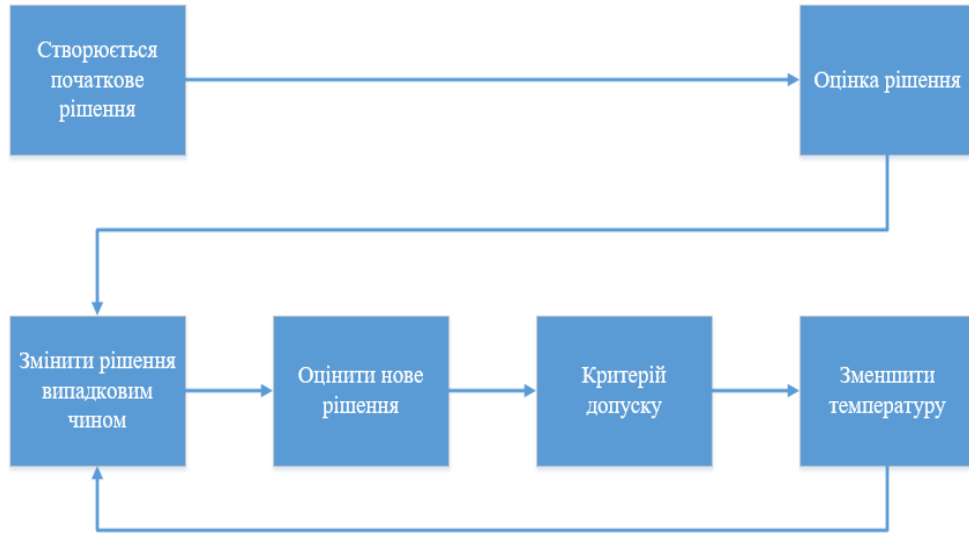 Створюється
початкове
рішення
Оцінка рішення
Змінити рішення
випадковим
чином
Оцінити нове
рішення
Критерій
допуску
Зменшити
температуру